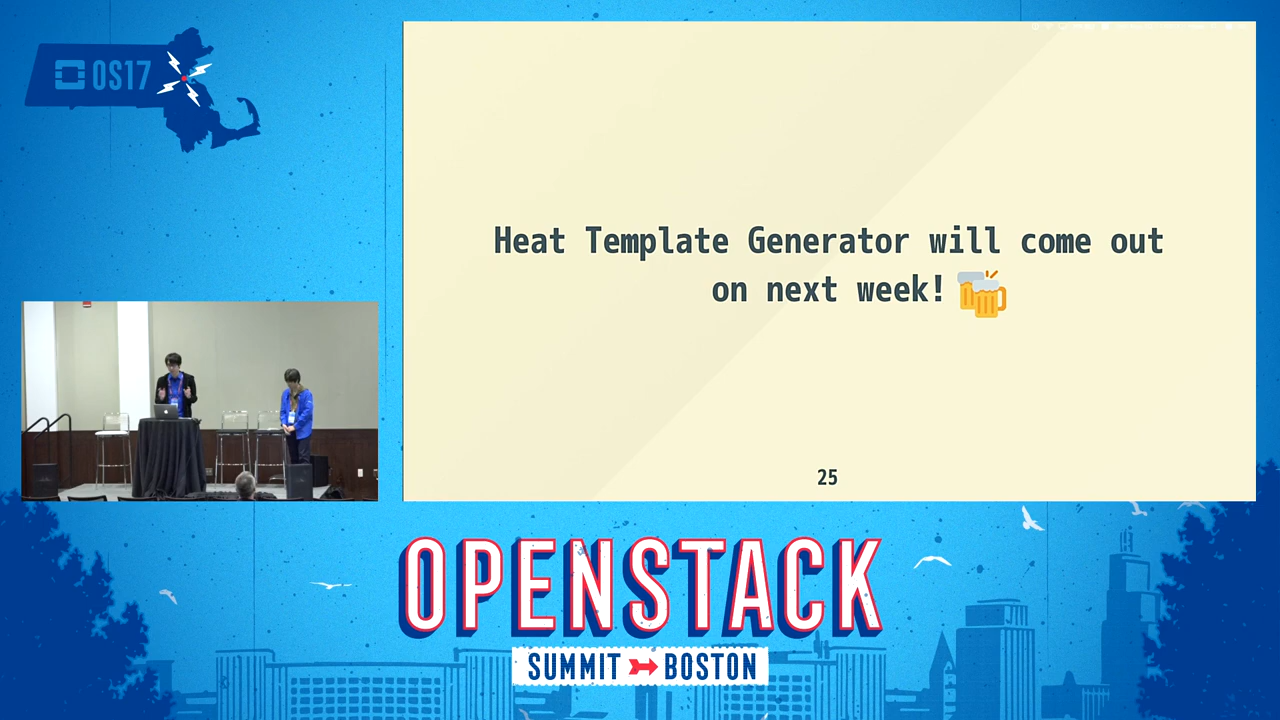 OS17
Heat Template Generator will come out
on next week!
25
OPENSTACK
SUMMIT BOSTON